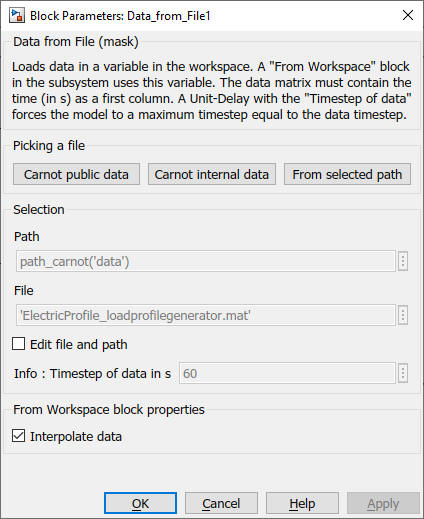 Block Parameters: Data_from_File1
Data from File (mask)
Loads data in a variable in the workspace. A "From Workspace" block
in the subsystem uses this variable. The data matrix must contain the
time (in s) as a first column. A Unit-Delay with the "Timestep of data"
forces the model to a maximum timestep equal to the data timestep.
Picking a file
Carnot public data Carnot internal data From selected path
Selection
Path
path_carnot('data')
File
'ElectricProfile_loadprofilegenerator.mat'
Edit file and path
Info : Timestep of data in s 60
From Workspace block properties
Interpolate data
OK Cancel Help Apply